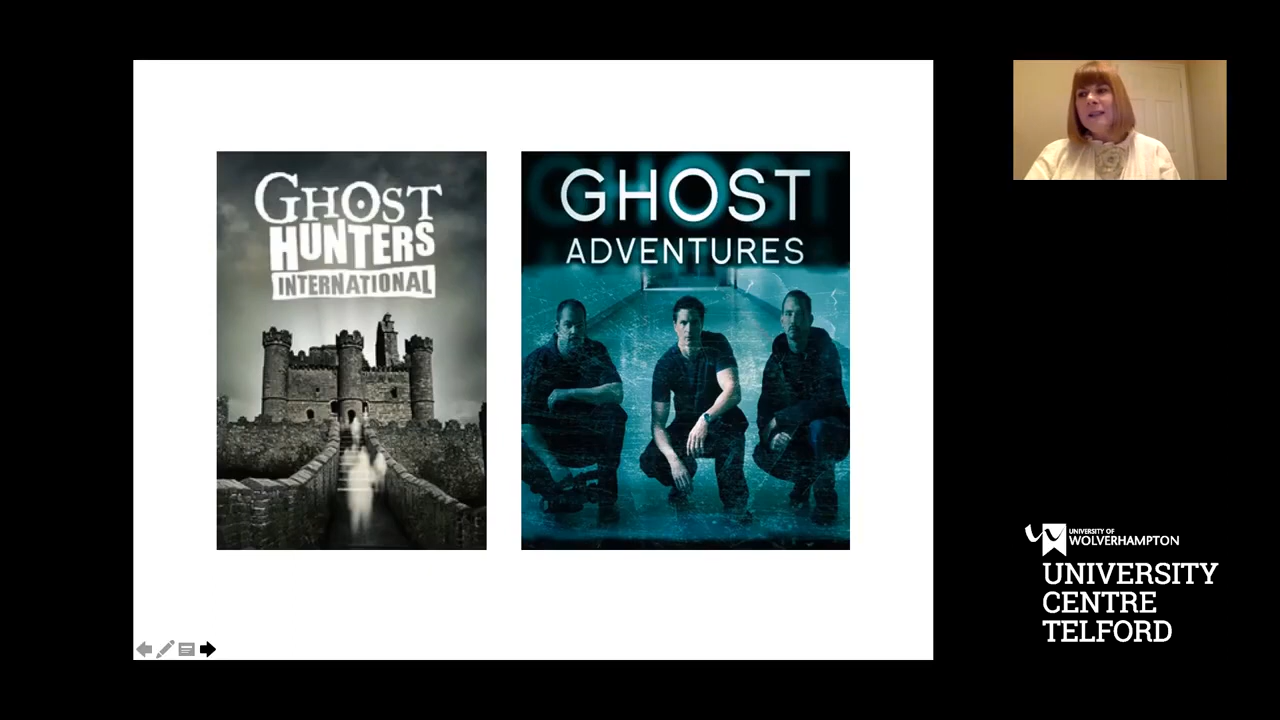 GHOST
HUNTERS
INTERNATIONAL
GHOST
ADVENTURES
UNIVERSITY OF
WOLVERHAMPTON
UNIVERSITY
CENTRE
TELFORD